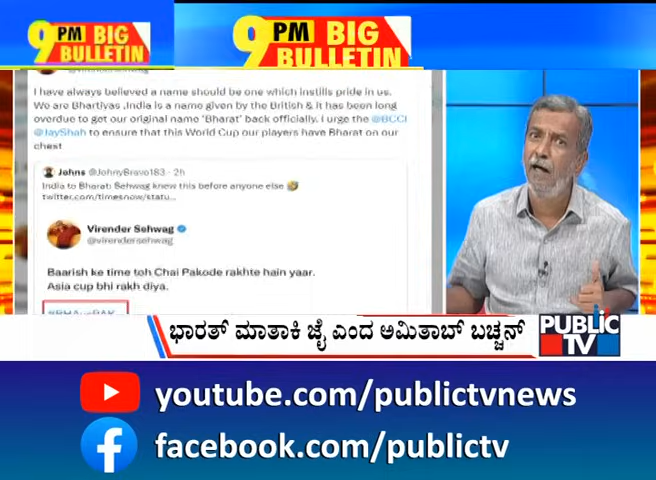 9 PM BIG BULLETIN
9 PM BIG BULLETIN
@virendersehwag
I have always believed a name should be one which instills pride in us.
We are Bhartiyas ,India is a name given by the British & it has been long
overdue to get our original name 'Bharat' back officially. I urge the @BCCI
@JayShah to ensure that this World Cup our players have Bharat on our
chest
Johns @JohnyBravo183 · 2h
India to Bharat: Sehwag knew this before anyone else
twitter.com/timesnow/statu...
Virender Sehwag
@virendersehwag
Baarish ke time toh Chai Pakode rakhte hain yaar.
Asia cup bhi rakh diya.
ಭಾರತ್ ಮಾತಾಕಿ ಜೈ ಎಂದ ಅಮಿತಾಬ್ ಬಚ್ಚನ್
PUBLIC TV
youtube.com/publictvnews
facebook.com/publictv